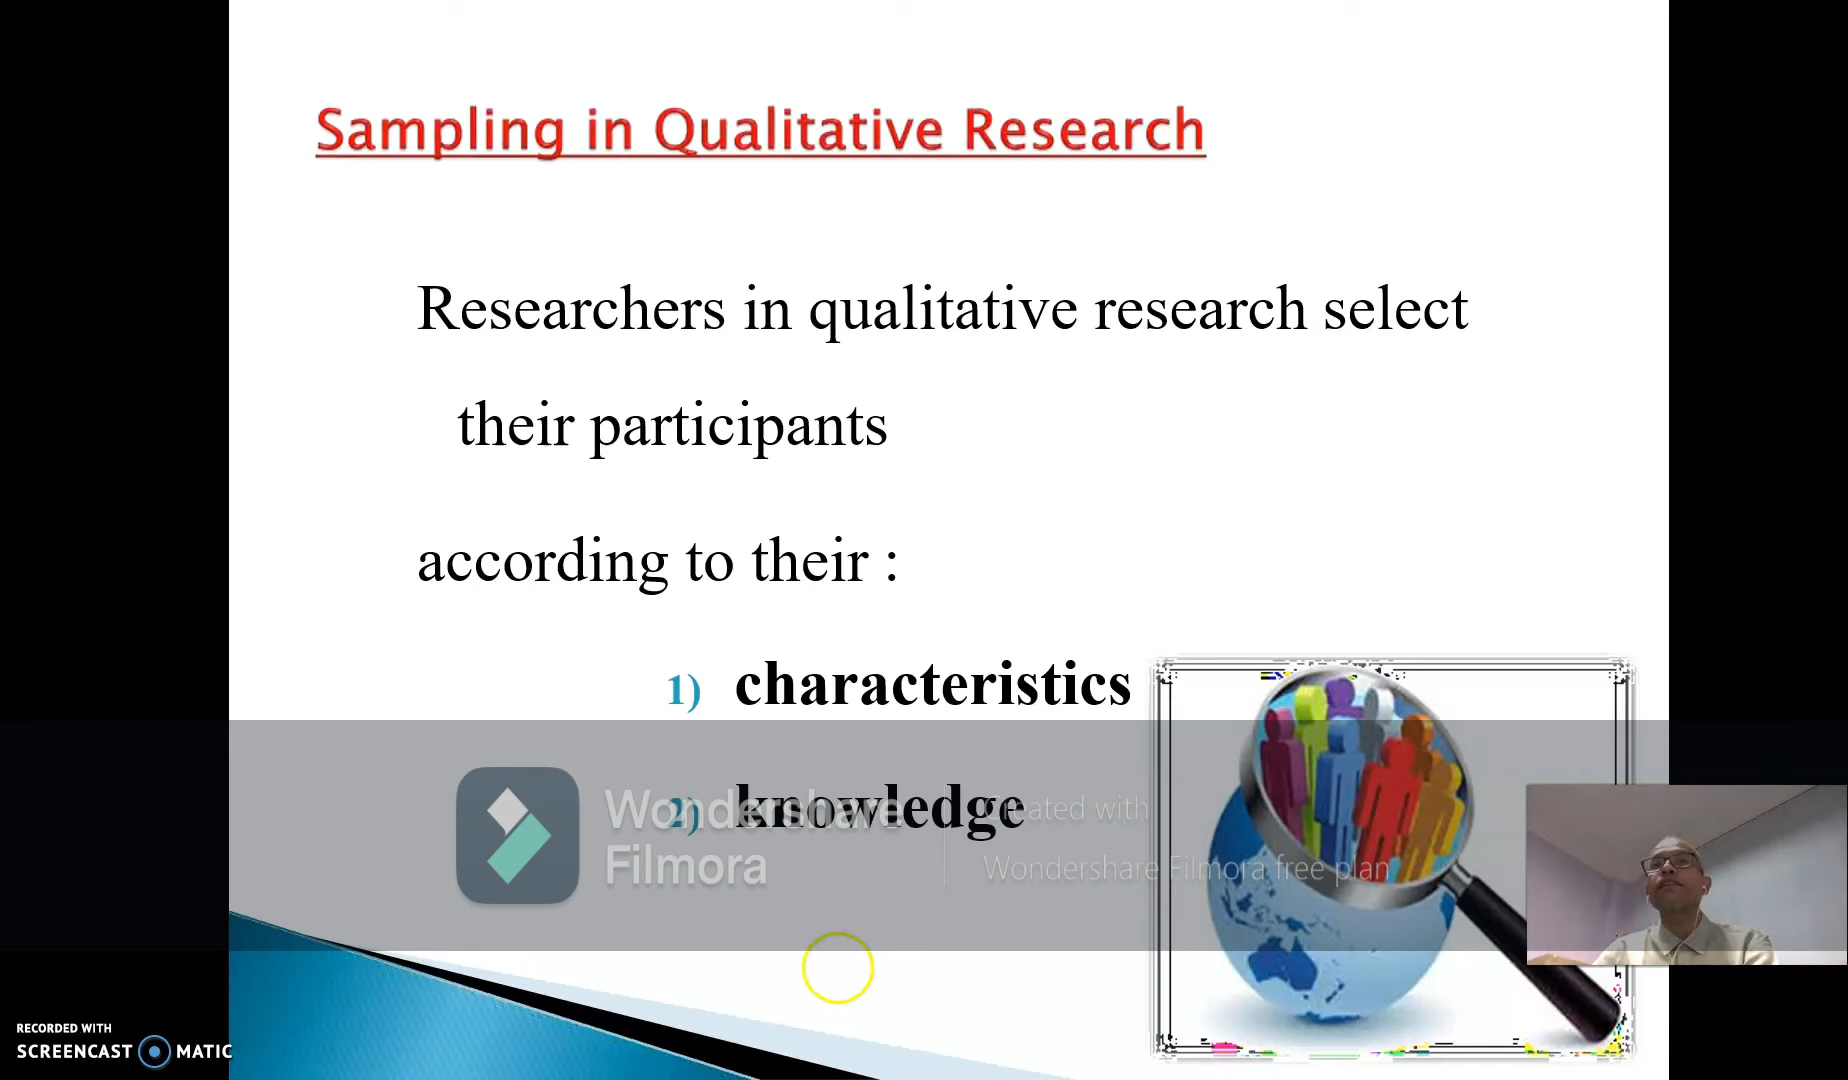 Sampling in Qualitative Research
Researchers in qualitative research select
their participants
according to their :
1) characteristics
2) knowledge
Wondershare
Filmora
Created with
Wondershare Filmora free plan
RECORDED WITH
SCREENCAST MATIC